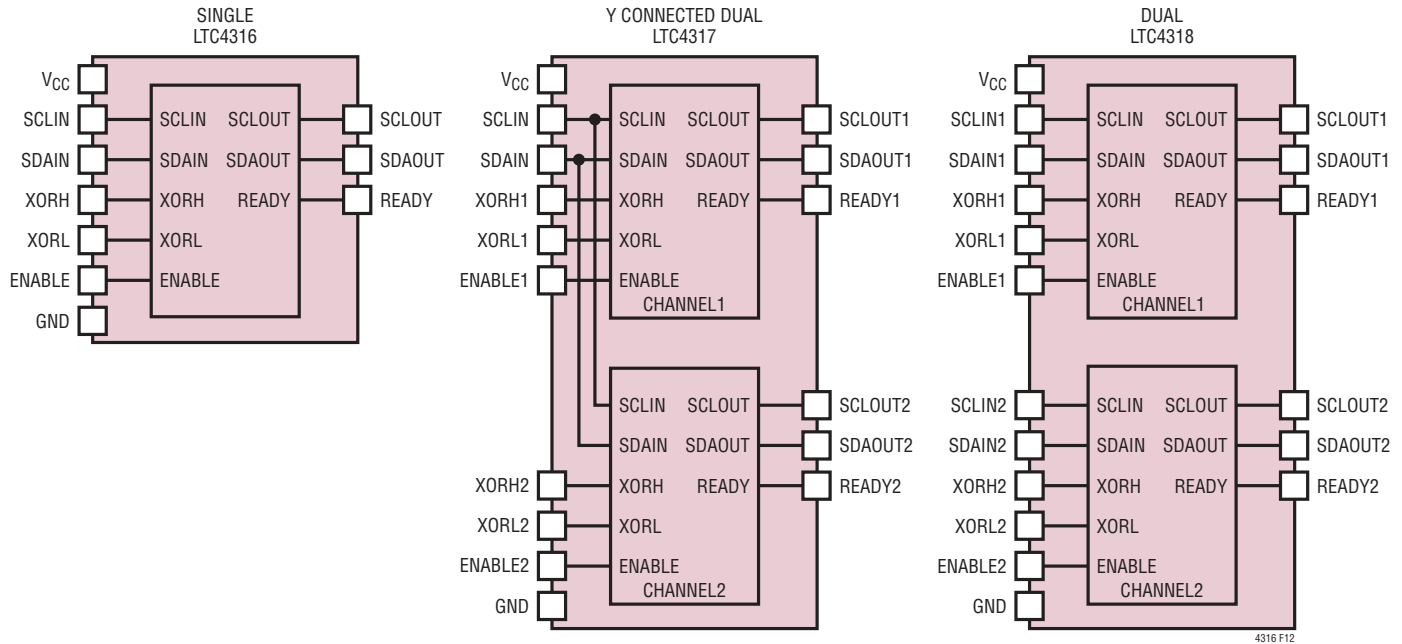 SINGLE
LTC4316
VCC
SCLIN
SDAIN
XORH
XORL
ENABLE
GND
SCLIN SCLOUT
SDAIN SDAOUT
XORH READY
XORL
ENABLE
SCLOUT
SDAOUT
READY
Y CONNECTED DUAL
LTC4317
VCC
SCLIN
SDAIN
XORH1
XORL1
ENABLE1
SCLIN SCLOUT
SDAIN SDAOUT
XORH READY
XORL
ENABLE
CHANNEL1
SCLOUT1
SDAOUT1
READY1
XORH2
XORL2
ENABLE2
GND
SCLIN SCLOUT
SDAIN SDAOUT
XORH READY
XORL
ENABLE
CHANNEL2
SCLOUT2
SDAOUT2
READY2
DUAL
LTC4318
VCC
SCLIN1
SDAIN1
XORH1
XORL1
ENABLE1
SCLIN SCLOUT
SDAIN SDAOUT
XORH READY
XORL
ENABLE
CHANNEL1
SCLOUT1
SDAOUT1
READY1
SCLIN2
SDAIN2
XORH2
XORL2
ENABLE2
GND
SCLIN SCLOUT
SDAIN SDAOUT
XORH READY
XORL
ENABLE
CHANNEL2
SCLOUT2
SDAOUT2
READY2
4316 F12